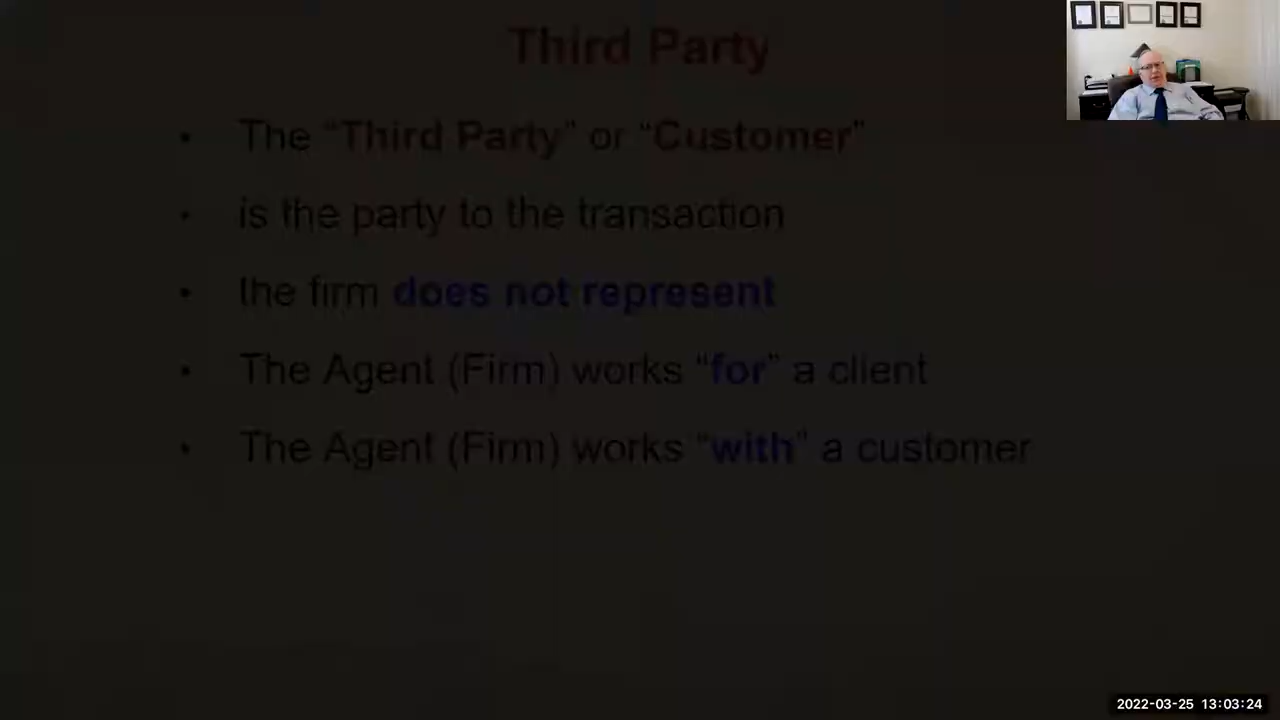 Third Party
• The “Third Party” or “Customer”
• is the party to the transaction
• the firm does not represent
• The Agent (Firm) works “for” a client
• The Agent (Firm) works “with” a customer
2022-03-25 13:03:24